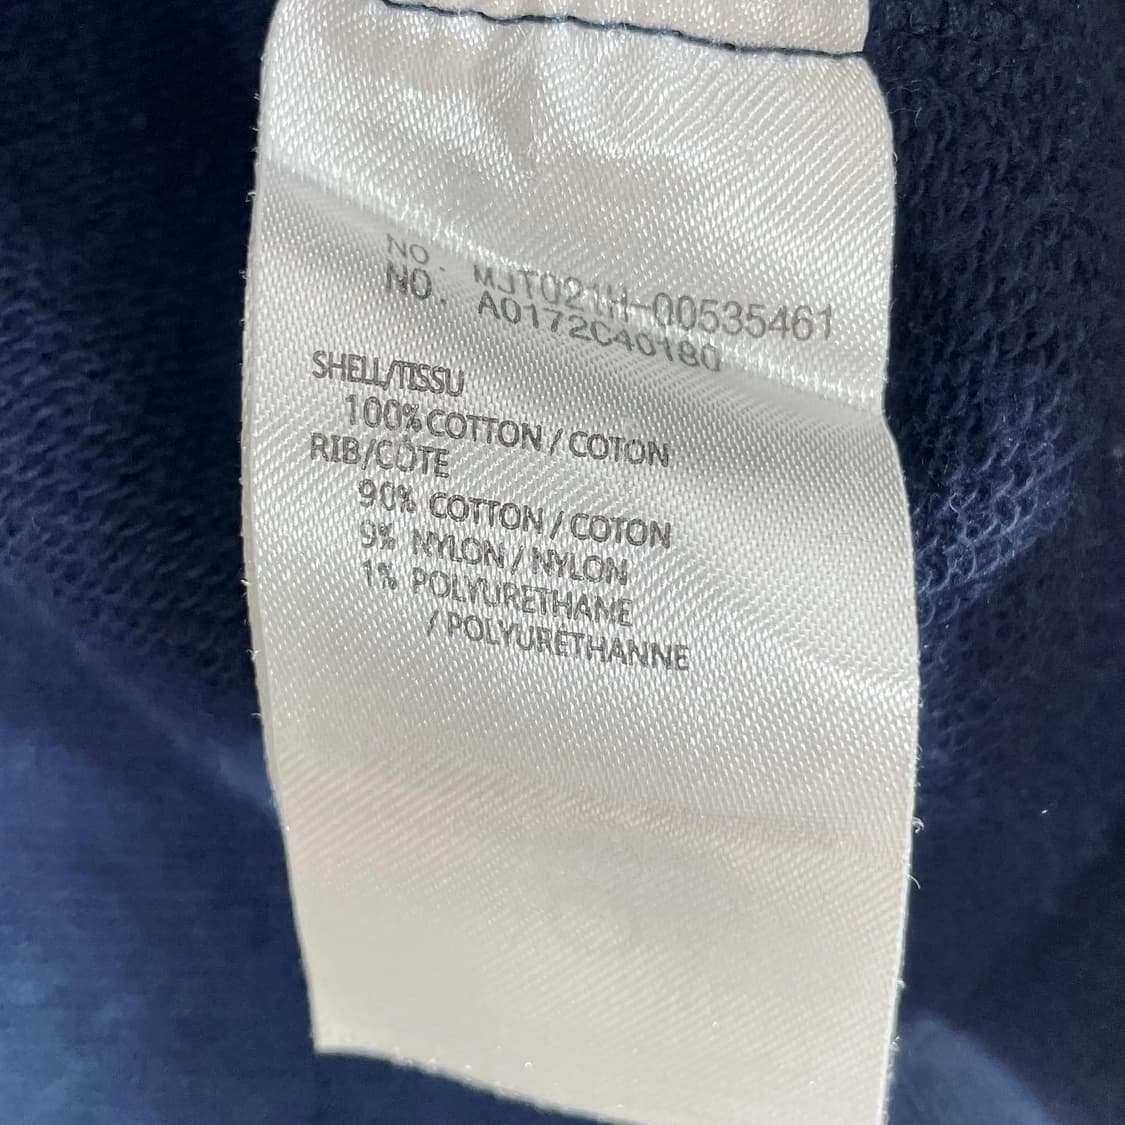 NO. MJT021H-00535461
NO. A0172C40180
SHELL/TISSU
100% COTTON / COTON
RIB/CÔTE
90% COTTON / COTON
9% NYLON / NYLON
1% POLYURETHANE
/ POLYURÉTHANNE